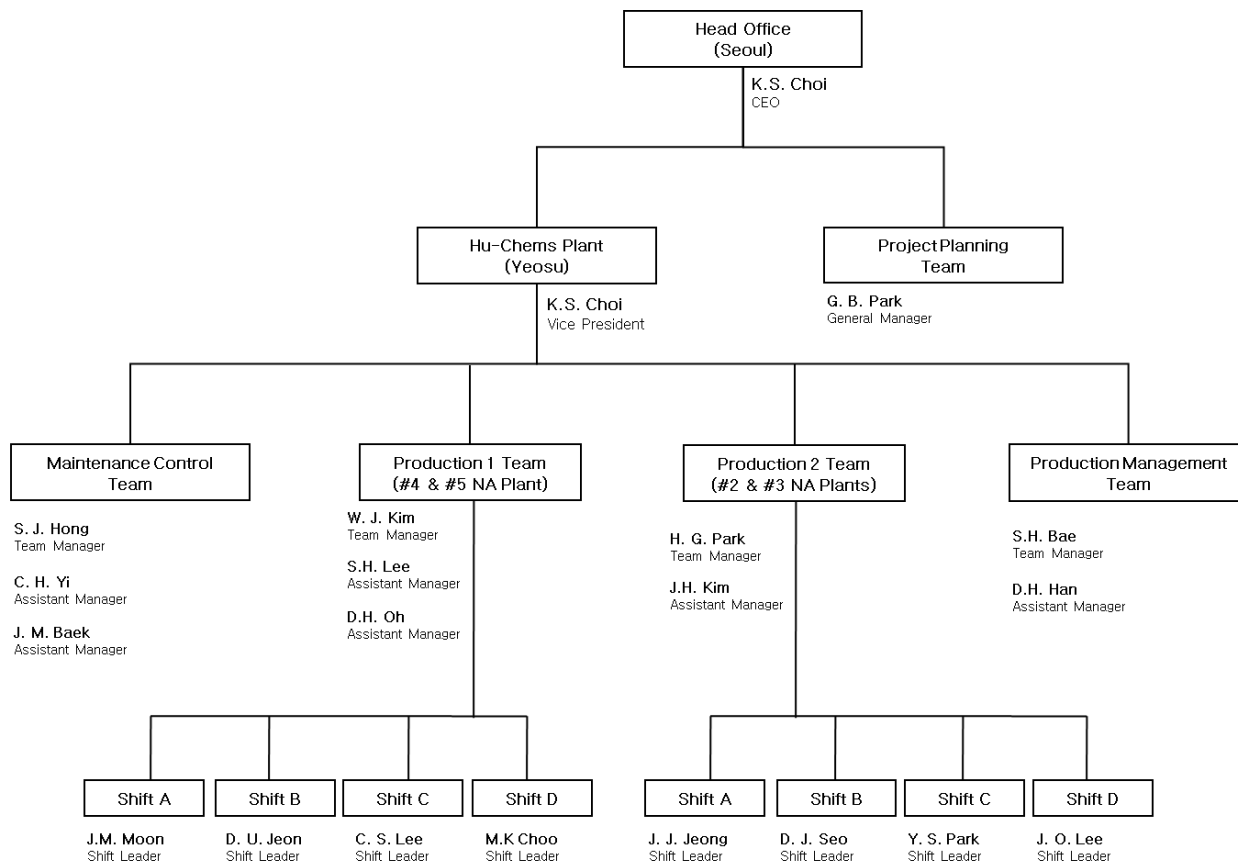 Head Office
(Seoul)
K.S. Choi
CEO
Hu-Chems Plant
(Yeosu)
Project Planning
Team
K.S. Choi
Vice President
G. B. Park
General Manager
Maintenance Control
Team
Production 1 Team
(#4 & #5 NA Plant)
Production 2 Team
(#2 & #3 NA Plants)
Production Management
Team
S. J. Hong
Team Manager
C. H. Yi
Assistant Manager
J. M. Baek
Assistant Manager
W. J. Kim
Team Manager
S.H. Lee
Assistant Manager
D.H. Oh
Assistant Manager
H. G. Park
Team Manager
J.H. Kim
Assistant Manager
S.H. Bae
Team Manager
D.H. Han
Assistant Manager
Shift A
J.M. Moon
Shift Leader
Shift B
D. U. Jeon
Shift Leader
Shift C
C. S. Lee
Shift Leader
Shift D
M.K Choo
Shift Leader
Shift A
J. J. Jeong
Shift Leader
Shift B
D. J. Seo
Shift Leader
Shift C
Y. S. Park
Shift Leader
Shift D
J. O. Lee
Shift Leader